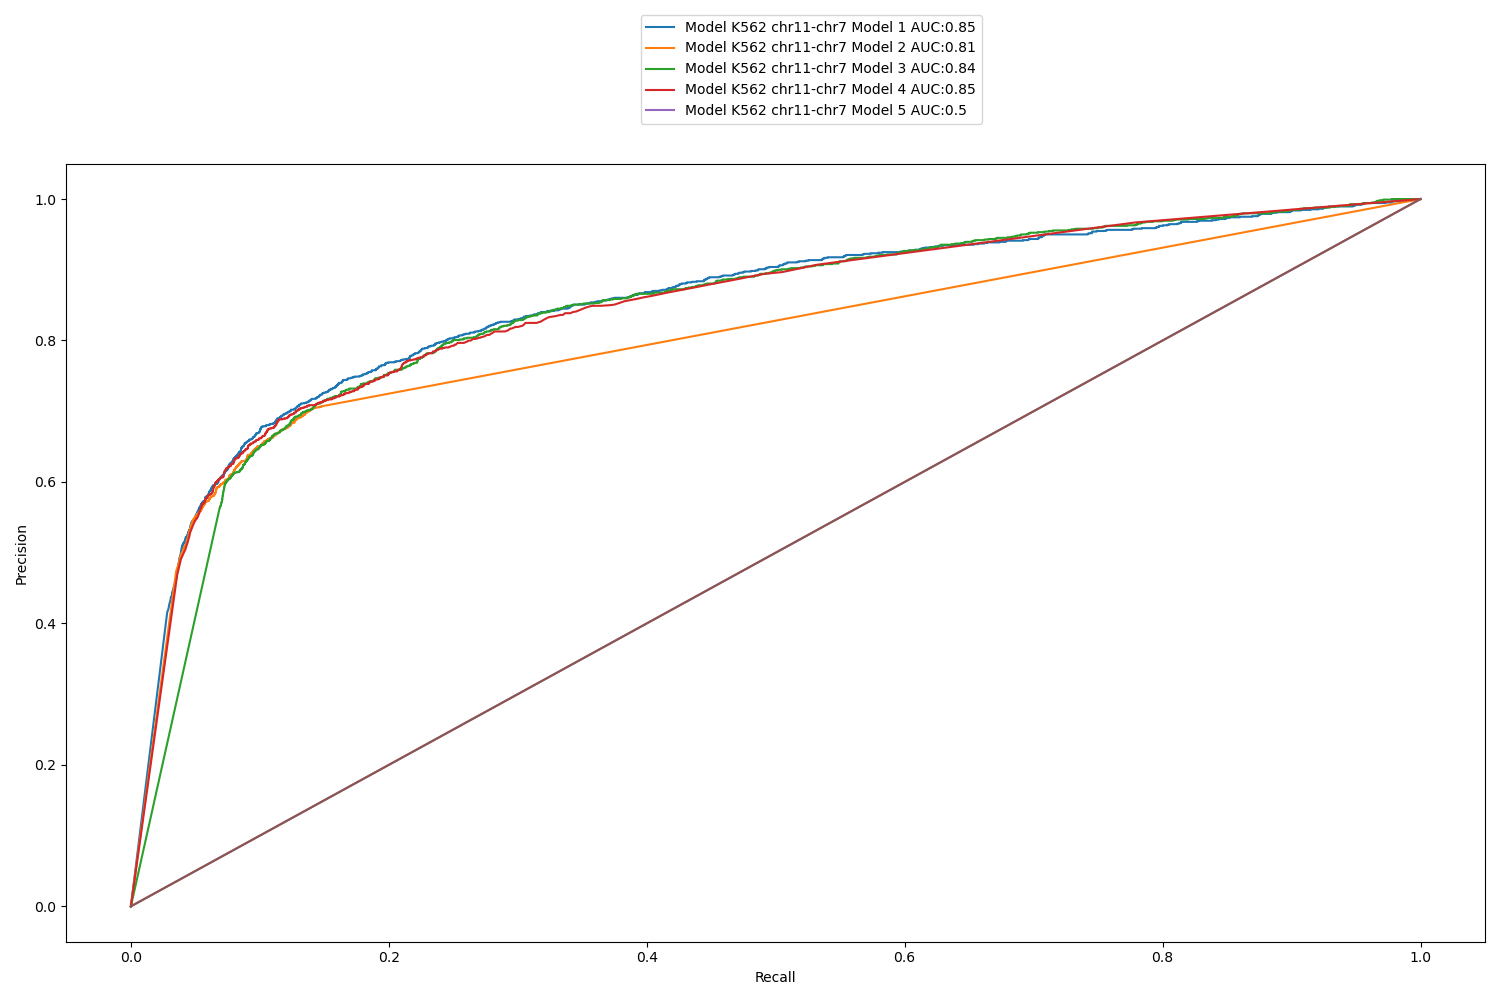 Model K562 chr11-chr7 Model 1 AUC:0.85
Model K562 chr11-chr7 Model 2 AUC:0.81
Model K562 chr11-chr7 Model 3 AUC:0.84
Model K562 chr11-chr7 Model 4 AUC:0.85
Model K562 chr11-chr7 Model 5 AUC:0.5
1.0
0.8
0.6
0.4
0.2
0.0
Precision
0.0 0.2 0.4 0.6 0.8 1.0
Recall